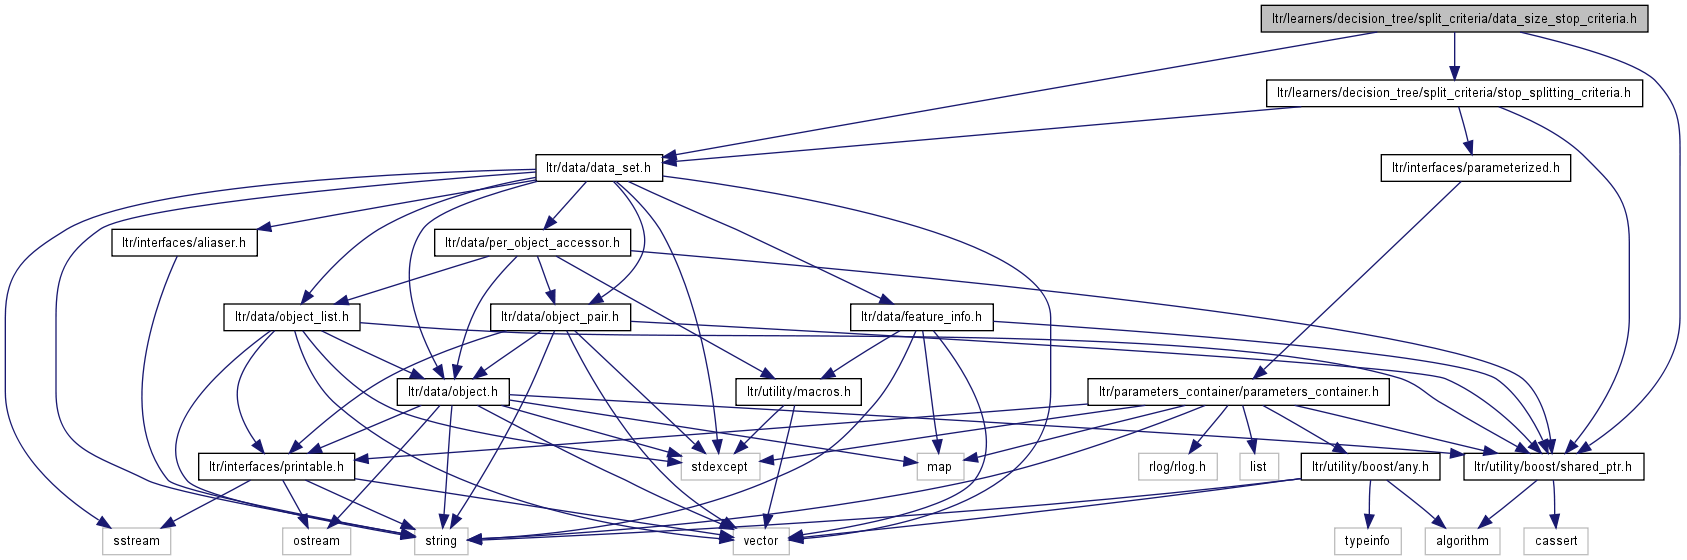 ltr/learners/decision_tree/split_criteria/data_size_stop_criteria.h
ltr/learners/decision_tree/split_criteria/stop_splitting_criteria.h
ltr/data/data_set.h
ltr/interfaces/parameterized.h
ltr/interfaces/aliaser.h
ltr/data/per_object_accessor.h
ltr/data/object_list.h
ltr/data/object_pair.h
ltr/data/feature_info.h
ltr/data/object.h
ltr/utility/macros.h
ltr/parameters_container/parameters_container.h
ltr/interfaces/printable.h
stdexcept
map
rlog/rlog.h
list
ltr/utility/boost/any.h
ltr/utility/boost/shared_ptr.h
sstream
ostream
string
vector
typeinfo
algorithm
cassert